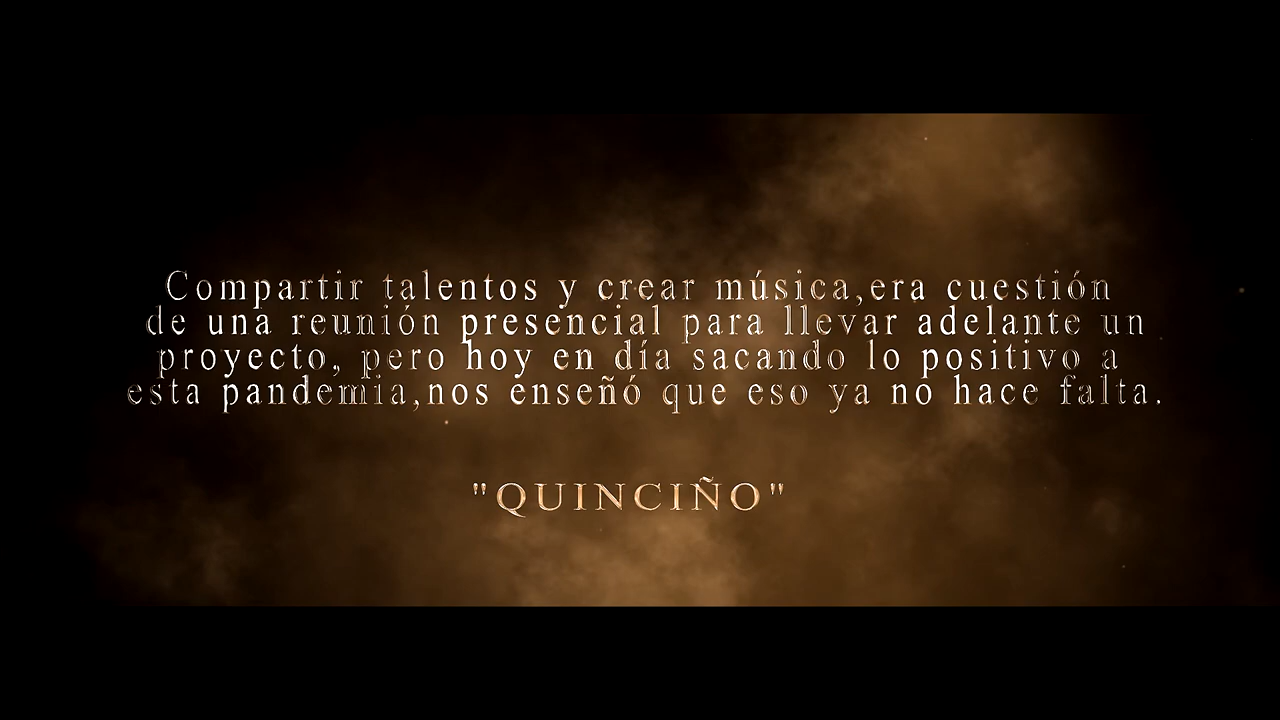 Compartir talentos y crear música,era cuestión
de una reunión presencial para llevar adelante un
proyecto, pero hoy en día sacando lo positivo a
esta pandemia,nos enseñó que eso ya no hace falta.
"QUINCIÑO"